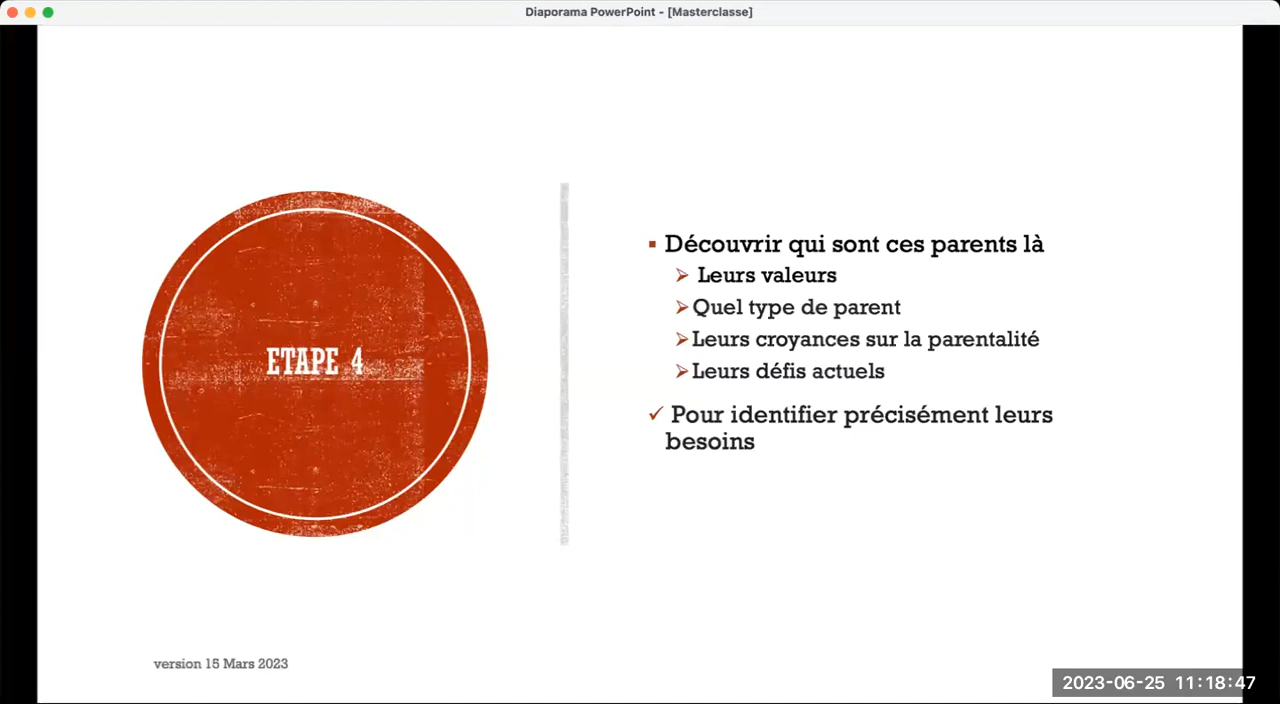 Diaporama PowerPoint - [Masterclasse]
ETAPE 4
Découvrir qui sont ces parents là
Leurs valeurs
Quel type de parent
Leurs croyances sur la parentalité
Leurs défis actuels
Pour identifier précisément leurs
besoins
version 15 Mars 2023
2023-06-25 11:18:47